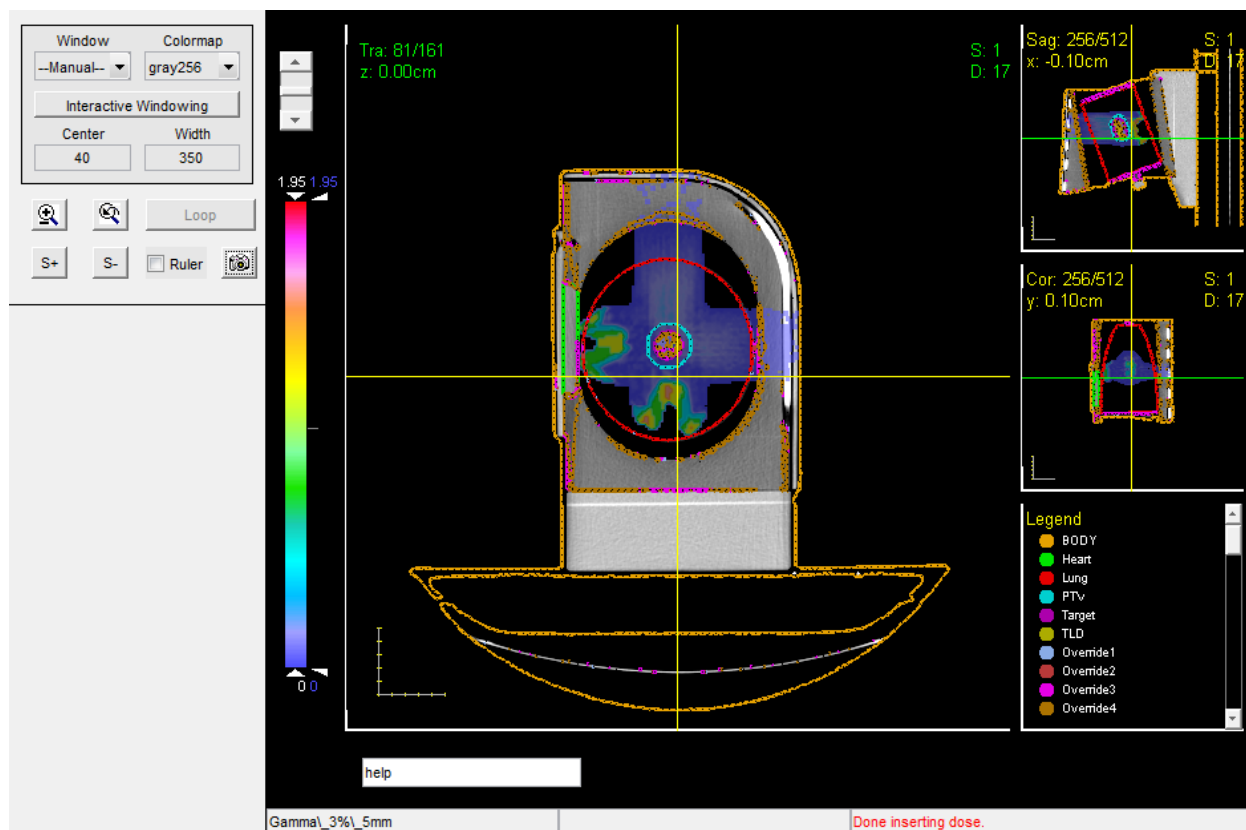 Window Colormap
--Manual-- gray256
Interactive Windowing
Center Width
40 350
Loop
S+ S- Ruler
1.95 1.95
0 0
Tra: 81/161 S: 1
z: 0.00cm D: 17
Sag: 256/512 S: 1
x: -0.10cm D: 17
Cor: 256/512 S: 1
y: 0.10cm D: 17
Legend
BODY
Heart
Lung
PTv
Target
TLD
Override1
Override2
Override3
Override4
help
Gamma\_3%\_5mm Done inserting dose.